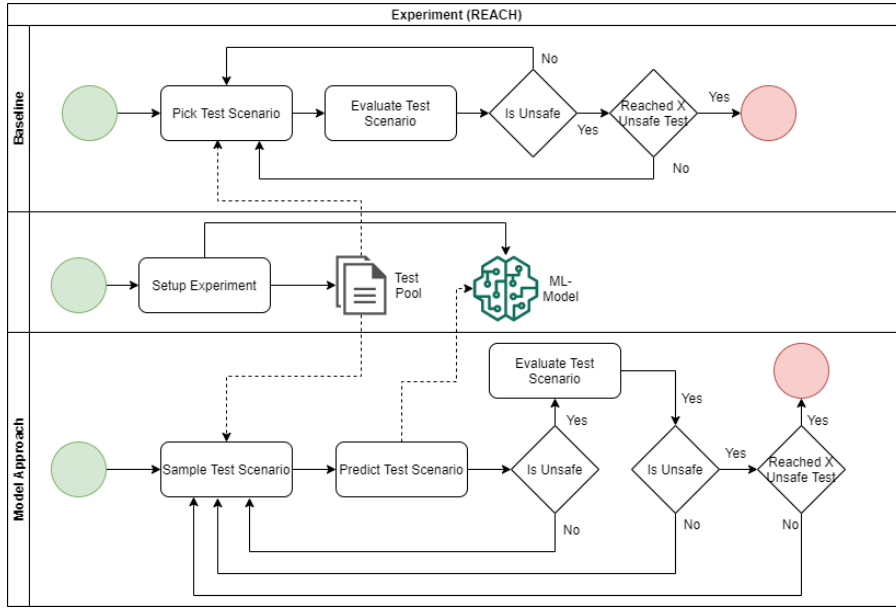 Experiment (REACH)
Baseline
No
Pick Test Scenario
Evaluate Test
Scenario
Is Unsafe
Yes
Reached X
Unsafe Test
Yes
No
Setup Experiment
Test
Pool
ML-
Model
Model Approach
Evaluate Test
Scenario
Yes
Yes
Yes
Sample Test Scenario
Predict Test Scenario
Is Unsafe
Is Unsafe
Yes
Reached X
Unsafe Test
No
No
No